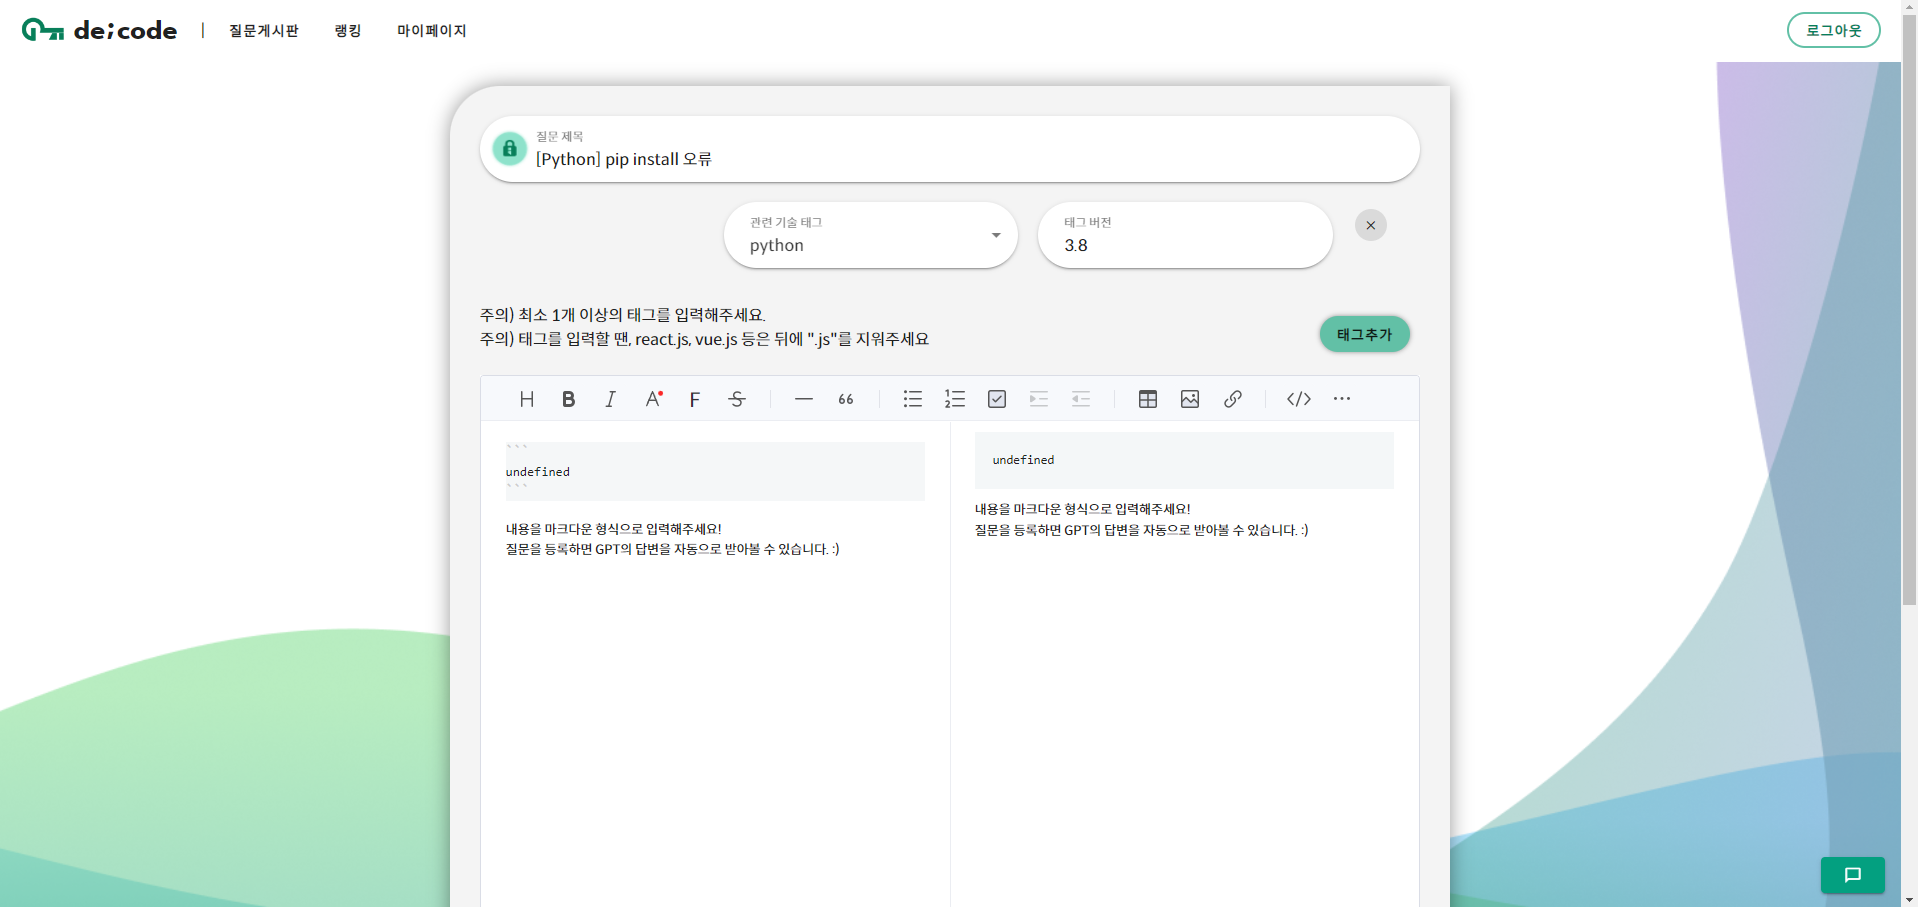 de;code | 질문게시판 랭킹 마이페이지 로그아웃
질문 제목
[Python] pip install 오류
관련 기술 태그
python
태그 버전
3.8
주의) 최소 1개 이상의 태그를 입력해주세요.
주의) 태그를 입력할 땐, react.js, vue.js 등은 뒤에 ".js"를 지워주세요
태그추가
H B I A F S 66
```
undefined
```
내용을 마크다운 형식으로 입력해주세요!
질문을 등록하면 GPT의 답변을 자동으로 받아볼 수 있습니다. :)
undefined
내용을 마크다운 형식으로 입력해주세요!
질문을 등록하면 GPT의 답변을 자동으로 받아볼 수 있습니다. :)